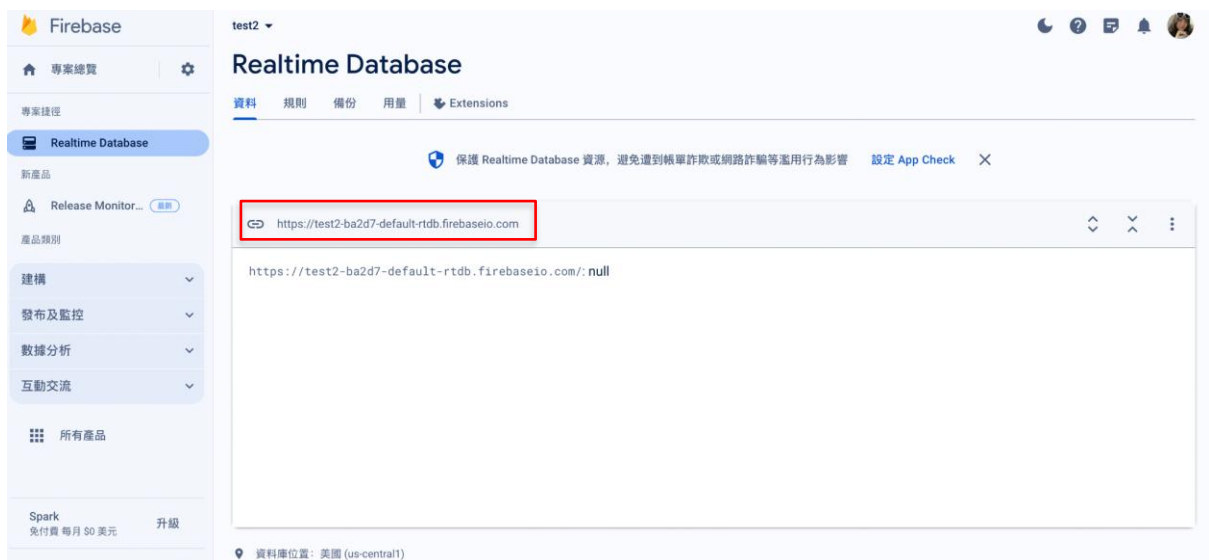 Firebase
專案總覽
專案捷徑
Realtime Database
新產品
Release Monitor... 最新
產品類別
建構
發布及監控
數據分析
互動交流
所有產品
Spark
免付費 每月 $0 美元
升級
test2
Realtime Database
資料 規則 備份 用量 Extensions
保護 Realtime Database 資源，避免遭到帳單詐欺或網路詐騙等濫用行為影響 設定 App Check
https://test2-ba2d7-default-rtdb.firebaseio.com
https://test2-ba2d7-default-rtdb.firebaseio.com/: null
資料庫位置：美國 (us-central1)